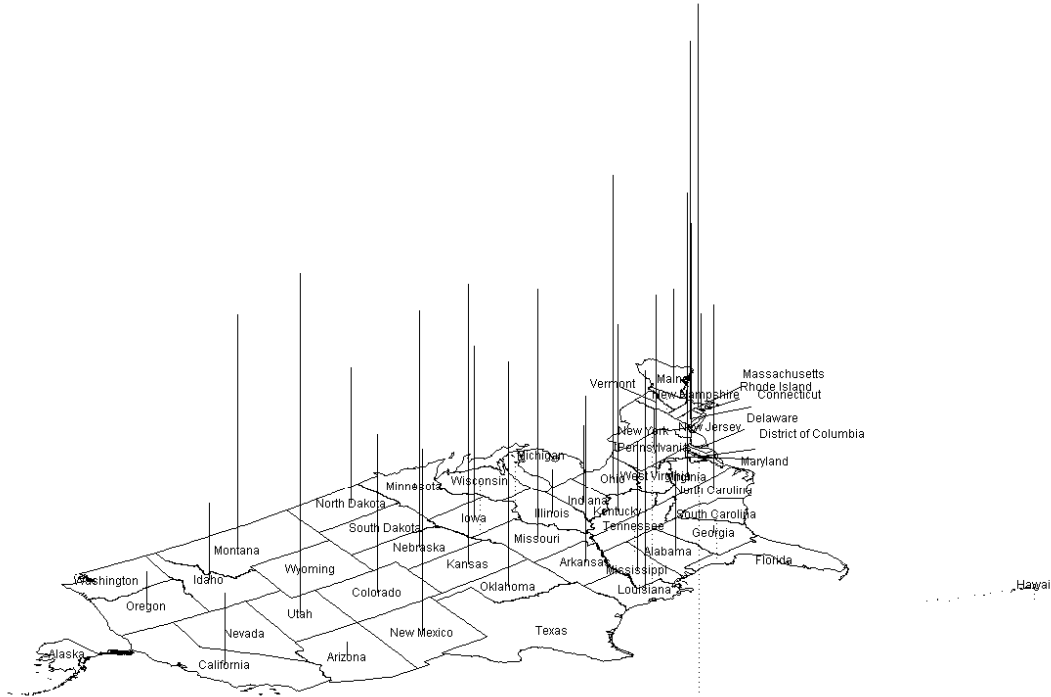 Massachusetts
Maine
Vermont
Rhode Island
New Hampshire
Connecticut
Delaware
New York
New Jersey
District of Columbia
Pennsylvania
Michigan
Maryland
Ohio
West Virginia
Virginia
Wisconsin
Minnesota
North Carolina
Indiana
North Dakota
Illinois
Kentucky
South Carolina
Iowa
Tennessee
South Dakota
Georgia
Missouri
Nebraska
Montana
Alabama
Florida
Kansas
Arkansas
Wyoming
Mississippi
Washington
Idaho
Hawai
Oklahoma
Louisiana
Colorado
Oregon
Utah
Nevada
New Mexico
Texas
Alaska
Arizona
California